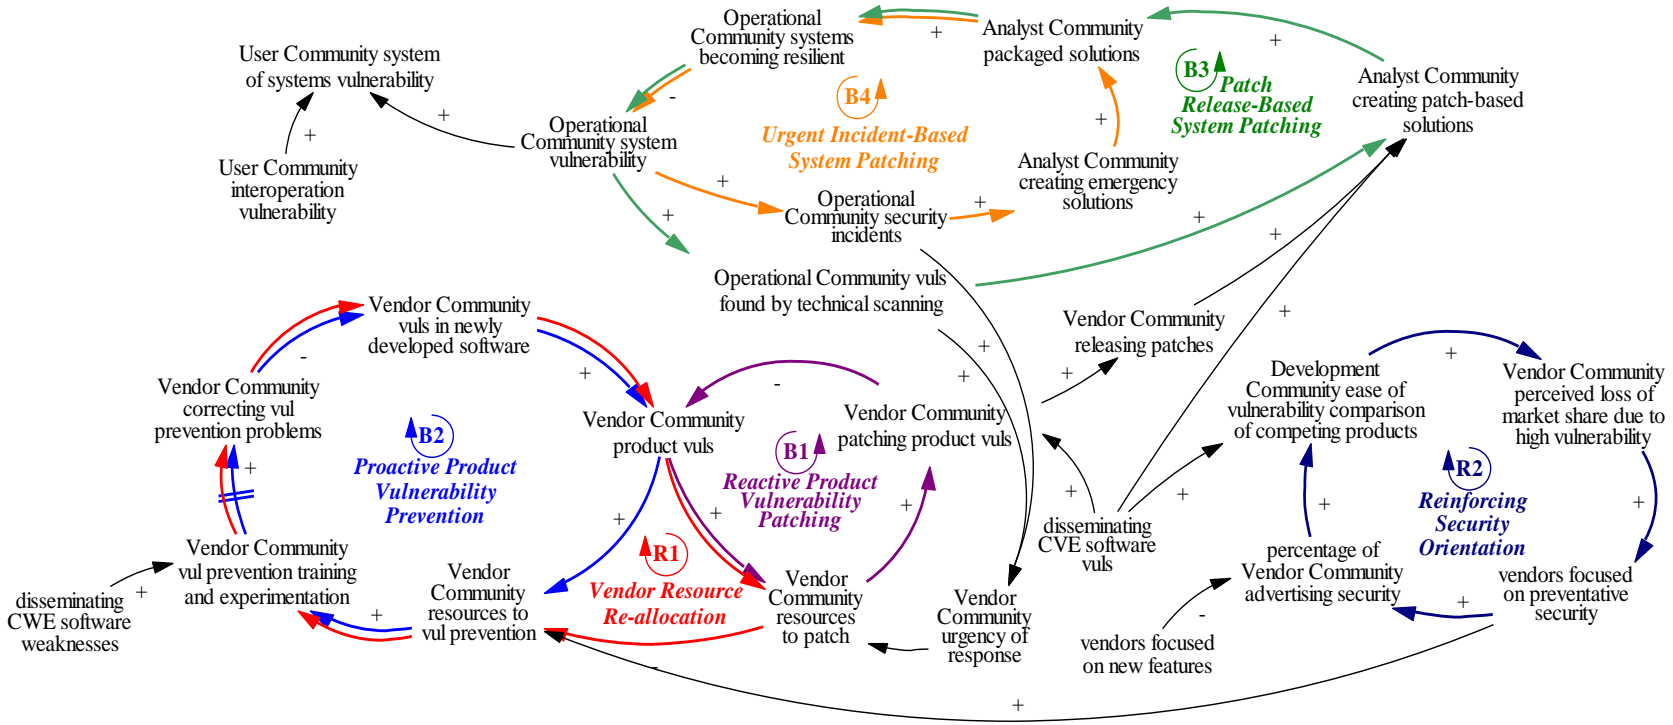 Operational
Community systems
becoming resilient
+
Analyst Community
packaged solutions
+
User Community system
of systems vulnerability
-
B4
Urgent Incident-Based
System Patching
B3
Patch
Release-Based
System Patching
Analyst Community
creating patch-based
solutions
+
+
Operational
Community system
vulnerability
+
User Community
interoperation
vulnerability
+
Analyst Community
creating emergency
solutions
+
Operational
Community security
incidents
+
+
+
Operational Community vuls
found by technical scanning
Vendor Community
vuls in newly
developed software
-
+
Vendor Community
releasing patches
+
+
+
+
Vendor Community
correcting vul
prevention problems
B2
Proactive Product
Vulnerability
Prevention
Vendor Community
product vuls
-
Vendor Community
patching product vuls
B1
Reactive Product
Vulnerability
Patching
Development
Community ease of
vulnerability comparison
of competing products
+
Vendor Community
perceived loss of
market share due to
high vulnerability
R2
Reinforcing
Security
Orientation
+
+
+
+
+
+
+
+
disseminating
CVE software
vuls
Vendor Community
vul prevention training
and experimentation
+
disseminating
CWE software
weaknesses
Vendor
Community
resources to
vul prevention
+
R1
Vendor Resource
Re-allocation
Vendor
Community
resources
to patch
-
Vendor
Community
urgency of
response
+
percentage of
Vendor Community
advertising security
vendors focused
on preventative
security
+
-
vendors focused
on new features
+